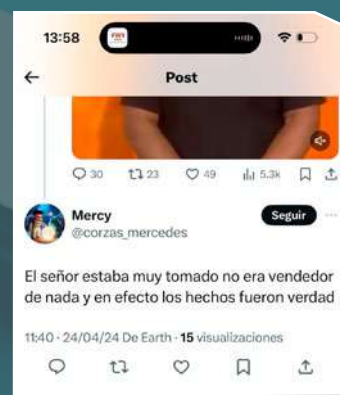 13:58
Post
30 23 49 5.3k
Mercy
@corzas_mercedes
Seguir
El señor estaba muy tomado no era vendedor
de nada y en efecto los hechos fueron verdad
11:40 · 24/04/24 De Earth · 15 visualizaciones